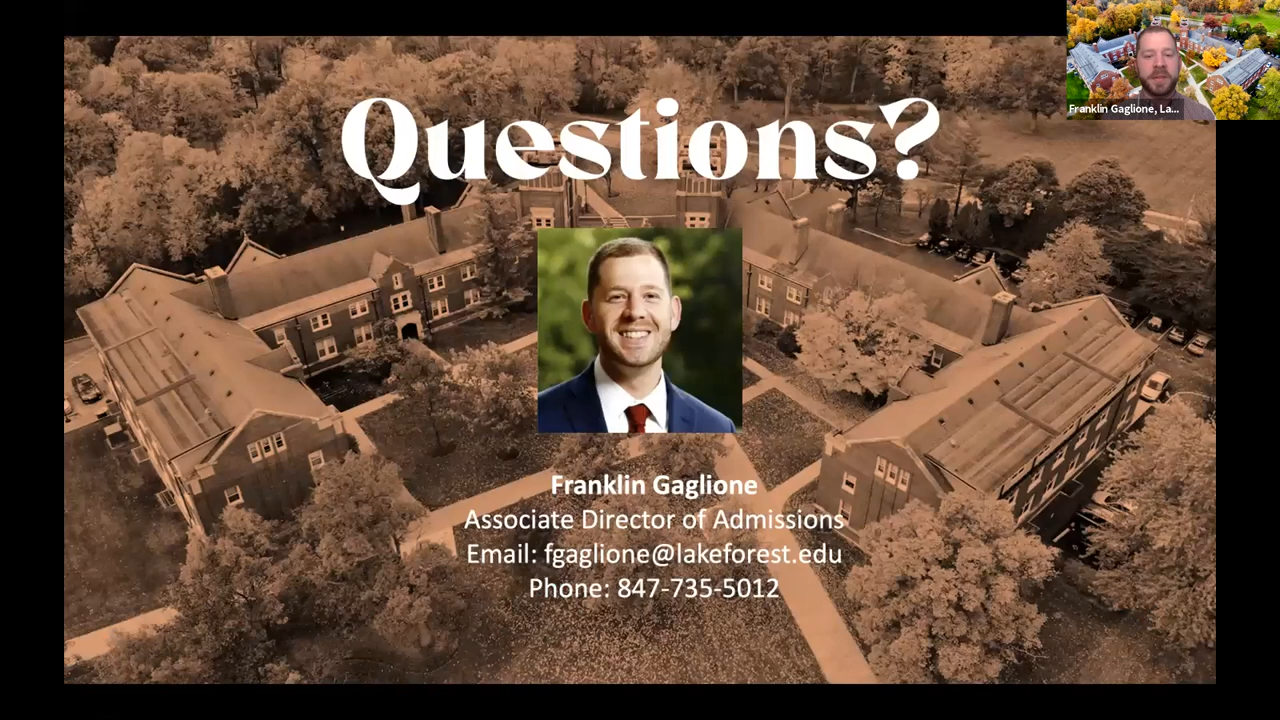 Franklin Gaglione, La...
Questions?
Franklin Gaglione
Associate Director of Admissions
Email: fgaglione@lakeforest.edu
Phone: 847-735-5012